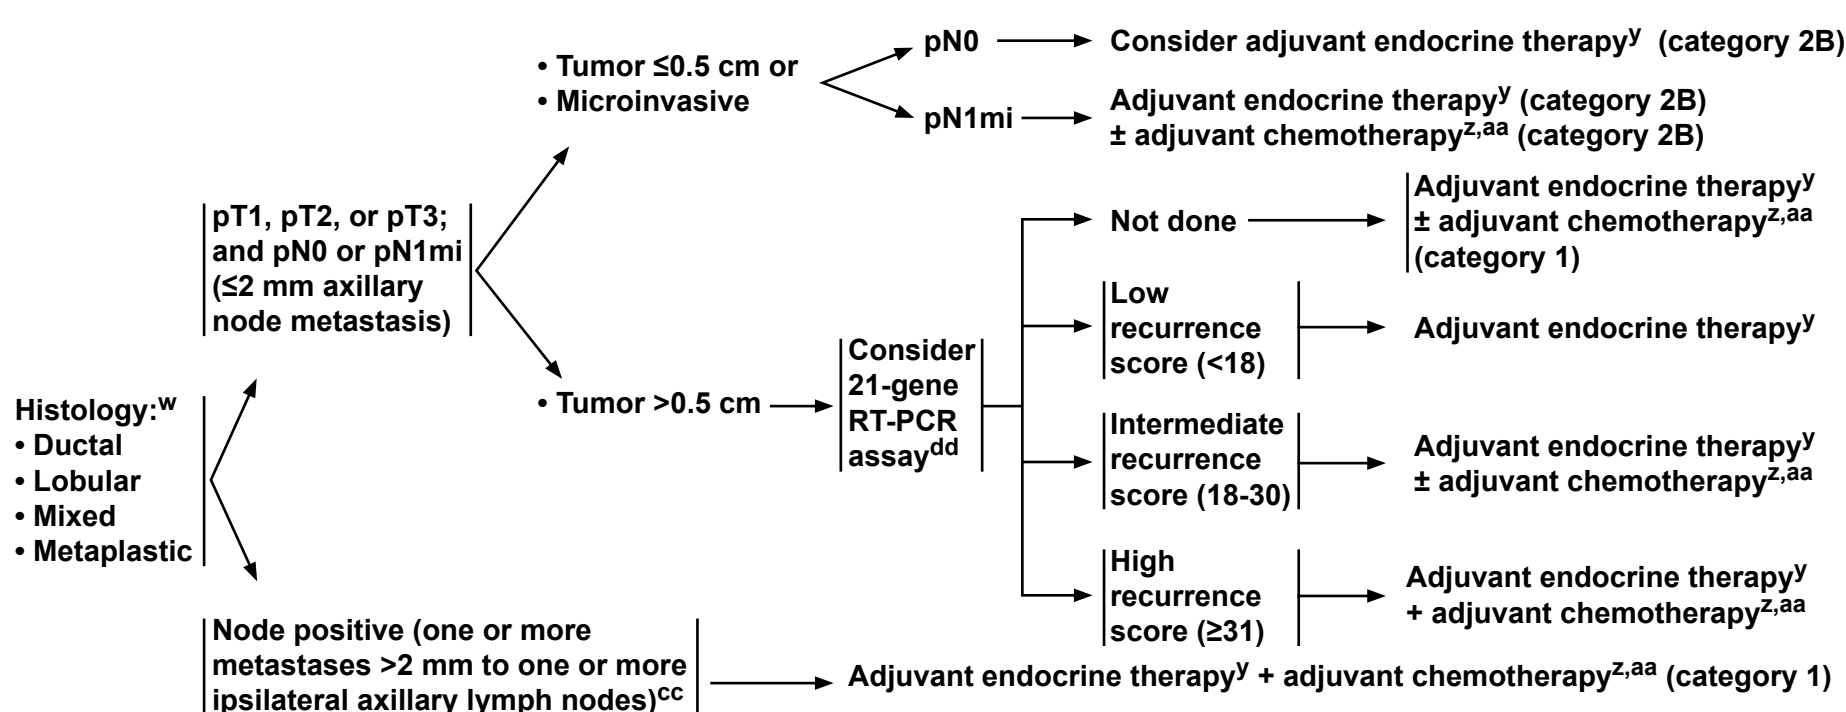 Histology:w
• Ductal
• Lobular
• Mixed
• Metaplastic
pT1, pT2, or pT3;
and pN0 or pN1mi
(≤2 mm axillary
node metastasis)
• Tumor ≤0.5 cm or
• Microinvasive
pN0
Consider adjuvant endocrine therapyy (category 2B)
pN1mi
Adjuvant endocrine therapyy (category 2B)
± adjuvant chemotherapyz,aa (category 2B)
• Tumor >0.5 cm
Consider
21-gene
RT-PCR
assaydd
Not done
Adjuvant endocrine therapyy
± adjuvant chemotherapyz,aa
(category 1)
Low
recurrence
score (<18)
Adjuvant endocrine therapyy
Intermediate
recurrence
score (18-30)
Adjuvant endocrine therapyy
± adjuvant chemotherapyz,aa
High
recurrence
score (≥31)
Adjuvant endocrine therapyy
+ adjuvant chemotherapyz,aa
Node positive (one or more
metastases >2 mm to one or more
ipsilateral axillary lymph nodes)cc
Adjuvant endocrine therapyy + adjuvant chemotherapyz,aa (category 1)